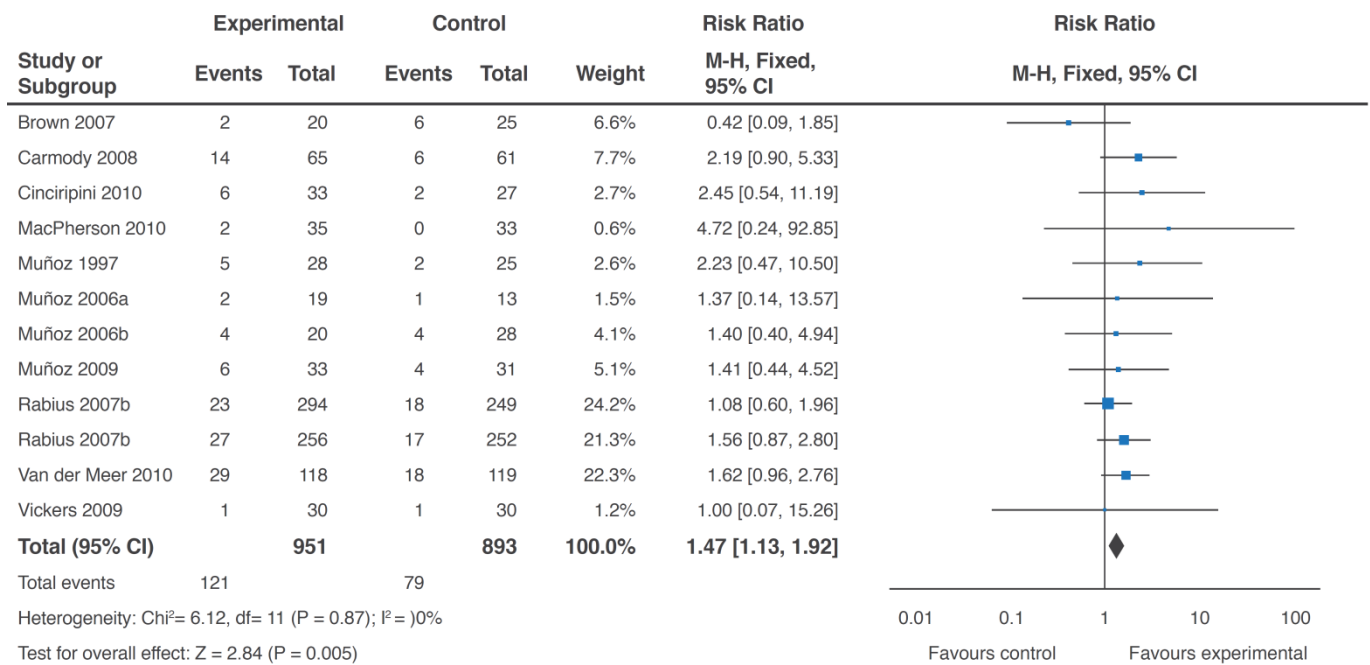 Experimental Control Risk Ratio Risk Ratio
Study or Subgroup Events Total Events Total Weight M-H, Fixed, 95% CI M-H, Fixed, 95% CI
Brown 2007 2 20 6 25 6.6% 0.42 [0.09, 1.85]
Carmody 2008 14 65 6 61 7.7% 2.19 [0.90, 5.33]
Cinciripini 2010 6 33 2 27 2.7% 2.45 [0.54, 11.19]
MacPherson 2010 2 35 0 33 0.6% 4.72 [0.24, 92.85]
Muñoz 1997 5 28 2 25 2.6% 2.23 [0.47, 10.50]
Muñoz 2006a 2 19 1 13 1.5% 1.37 [0.14, 13.57]
Muñoz 2006b 4 20 4 28 4.1% 1.40 [0.40, 4.94]
Muñoz 2009 6 33 4 31 5.1% 1.41 [0.44, 4.52]
Rabius 2007b 23 294 18 249 24.2% 1.08 [0.60, 1.96]
Rabius 2007b 27 256 17 252 21.3% 1.56 [0.87, 2.80]
Van der Meer 2010 29 118 18 119 22.3% 1.62 [0.96, 2.76]
Vickers 2009 1 30 1 30 1.2% 1.00 [0.07, 15.26]
Total (95% CI) 951 893 100.0% 1.47 [1.13, 1.92]
Total events 121 79
Heterogeneity: Chi²= 6.12, df= 11 (P = 0.87); I² = )0%
0.01 0.1 1 10 100
Test for overall effect: Z = 2.84 (P = 0.005)
Favours control Favours experimental